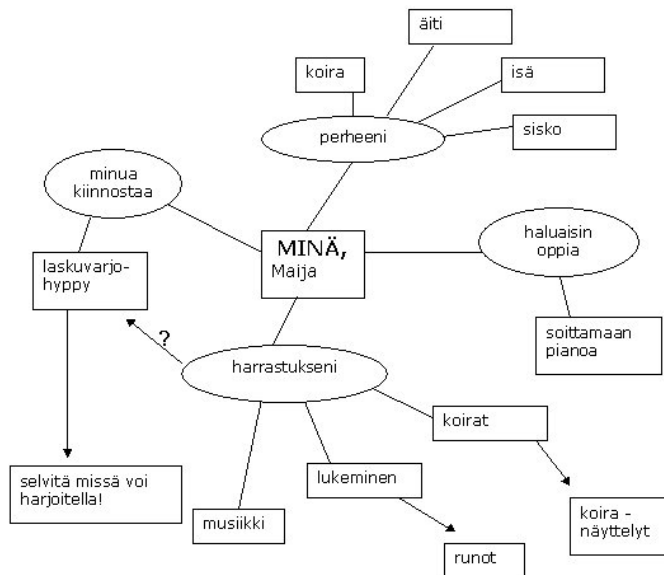 äiti
koira
isä
perheeni
sisko
minua
kiinnostaa
MINÄ,
Maija
haluaisin
oppia
laskuvarjo-
hyppy
?
soittamaan
pianoa
harrastukseni
koirat
selvitä missä voi
harjoitella!
lukeminen
musiikki
koira -
näyttelyt
runot